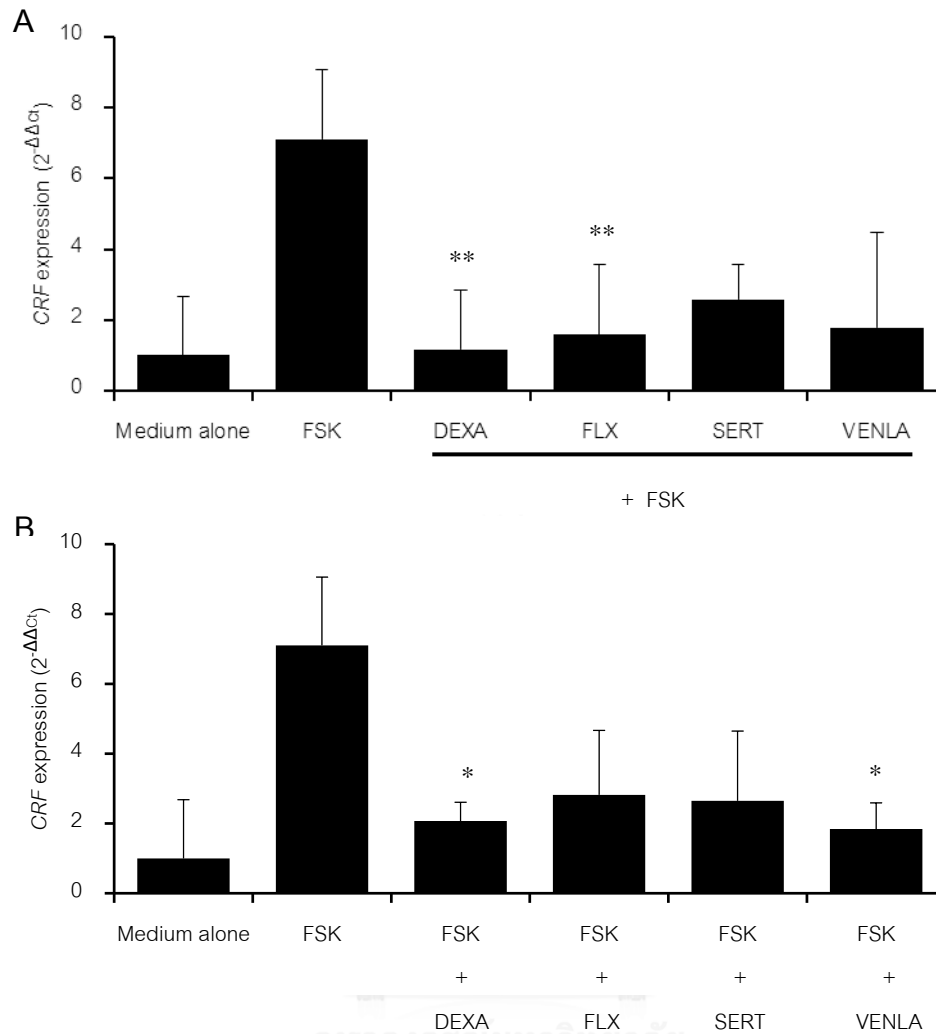 A
10
8
6
4
2
0
CRF expression (2-ΔΔCt)
**
**
Medium alone FSK DEXA FLX SERT VENLA
+ FSK
B
10
8
6
4
2
0
CRF expression (2-ΔΔCt)
*
*
Medium alone FSK FSK FSK FSK FSK
+ + + +
DEXA FLX SERT VENLA